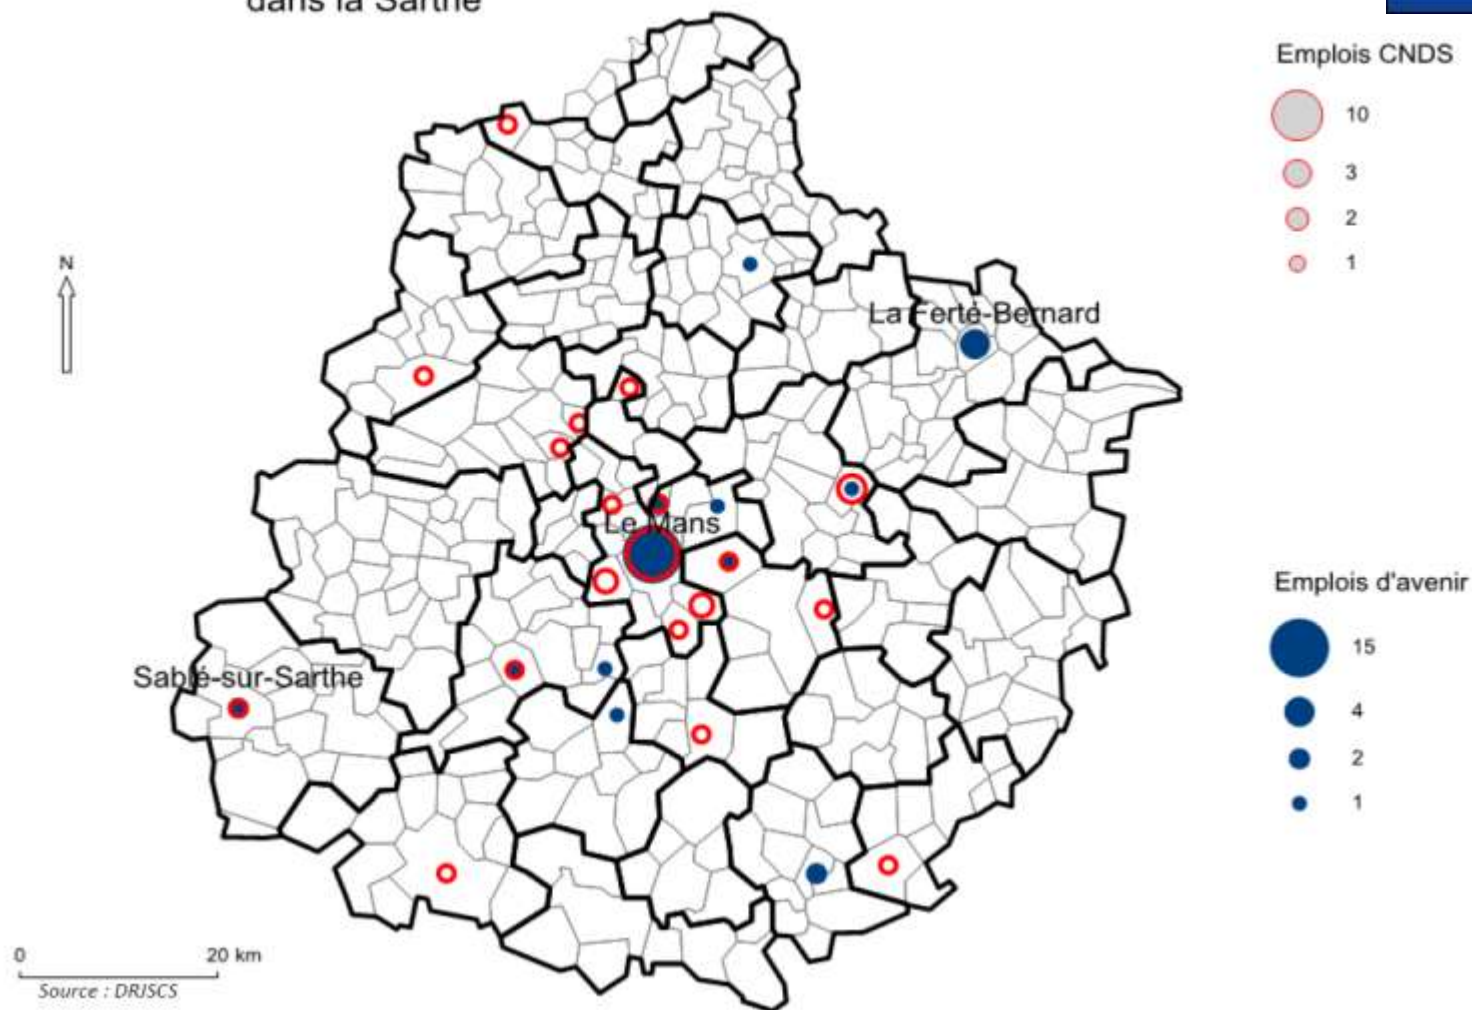 dans la Sarthe
Emplois CNDS
10
3
2
1
N
La Ferté-Bernard
Le Mans
Emplois d'avenir
15
Sablé-sur-Sarthe
4
2
1
0 20 km
Source : DRJSCS